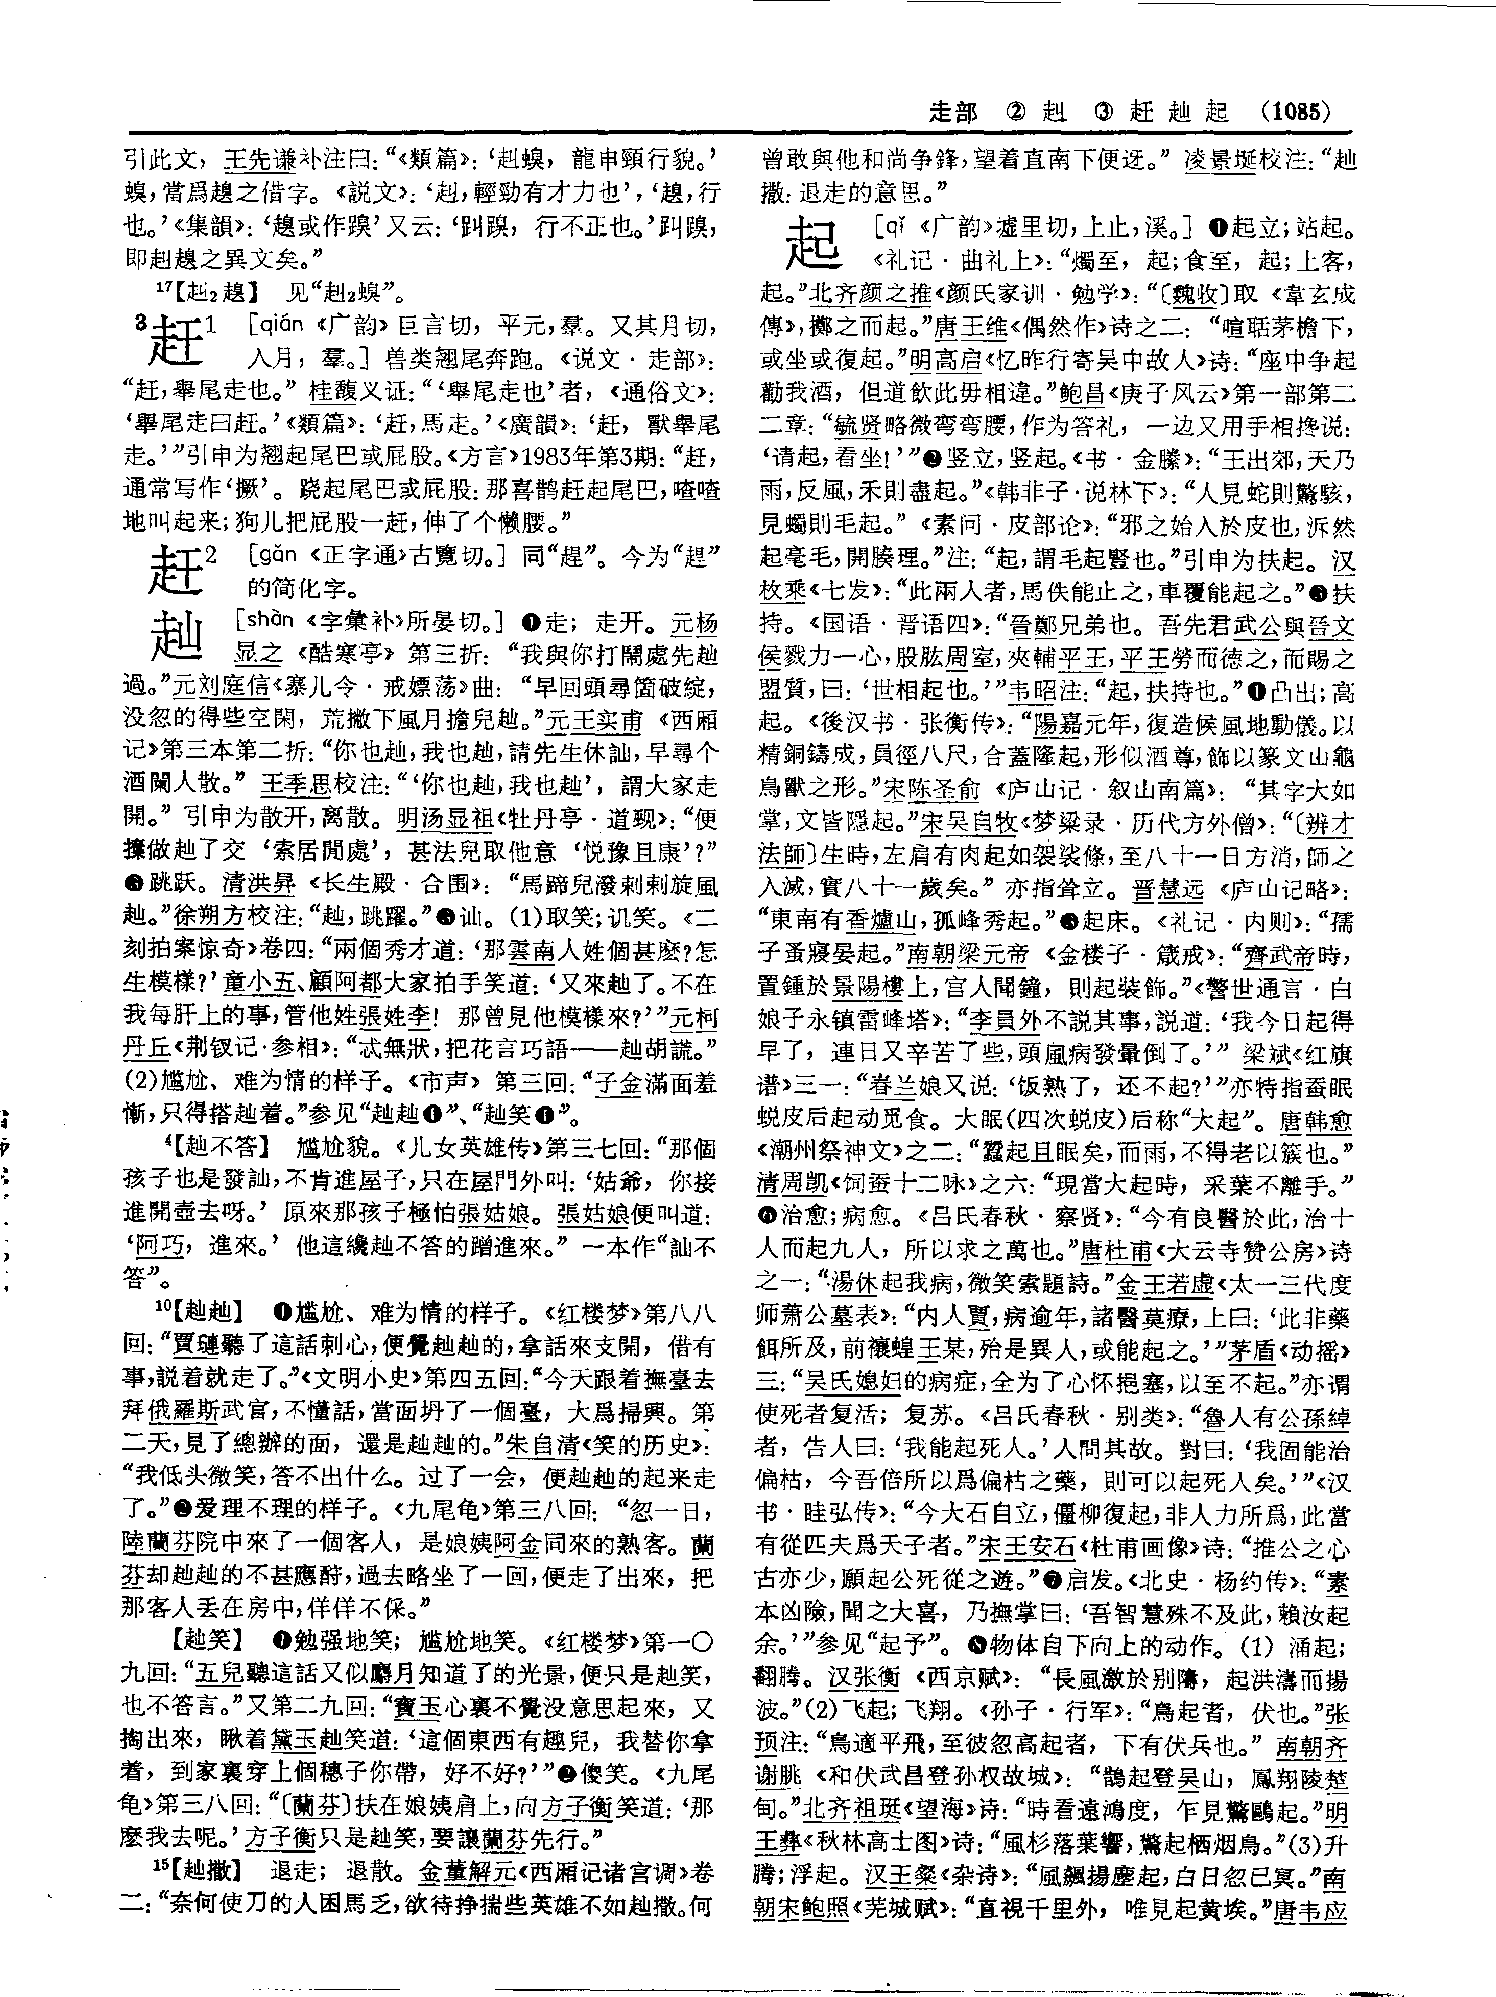 走部 ② 赳 ③ 赶 赸 起 (1085)
引此文，王先谦补注曰：“《類篇》：‘赳螑，龍申頸行貌。’
螑，當爲趮之借字。《説文》：‘赳，輕勁有才力也’，‘，行
也。’《集韻》：‘或作’又云：‘，行不正也。’，
即赳之異文矣。”
17【赳₂】 见“赳₂螑”。
3 赶1 [qián《广韵》巨言切，平元，羣。又其月切，
入月，羣。] 兽类翘尾奔跑。《说文·走部》：
“赶，舉尾走也。” 桂馥义证：“‘舉尾走也’者，《通俗文》：
‘舉尾走曰赶。’《類篇》：‘赶，馬走。’《廣韻》：‘赶，獸舉尾
走。’”引申为翘起尾巴或屁股。《方言》1983年第3期：“赶，
通常写作‘撅’。跷起尾巴或屁股：那喜鹊赶起尾巴，喳喳
地叫起来；狗儿把屁股一赶，伸了个懒腰。”
赶2 [gǎn《正字通》古覽切。] 同“趕”。今为“趕”
的简化字。
赸 [shàn《字彙补》所晏切。] ❶走；走开。元杨
显之《酷寒亭》第三折：“我與你打鬧處先赸
過。”元刘庭信《寨儿令·戒嫖荡》曲：“早回頭尋箇破綻，
没忽的得些空閑，荒撇下風月擔兒赸。”元王实甫《西厢
记》第三本第二折：“你也赸，我也赸，請先生休訕，早尋个
酒闌人散。” 王季思校注：“‘你也赸，我也赸’，謂大家走
開。” 引申为散开，离散。明汤显祖《牡丹亭·道觋》：“便
攗做赸了交‘索居閒處’，甚法兒取他意‘悦豫且康’？”
❷跳跃。清洪昇《长生殿·合围》：“馬蹄兒潑剌剌旋風
赸。”徐朔方校注：“赸，跳躍。”❸讪。(1)取笑；讥笑。《二
刻拍案惊奇》卷四：“兩個秀才道：‘那雲南人姓個甚麽？怎
生模樣？’童小五、顧阿都大家拍手笑道：‘又來赸了。不在
我每肝上的事，管他姓張姓李！那曾見他模樣來？’”元柯
丹丘《荆钗记·参相》：“忒無狀，把花言巧語——赸胡謊。”
(2)尴尬、难为情的样子。《市声》第三回：“子金滿面羞
慚，只得搭赸着。”参见“赸赸❶”、“赸笑❶”。
4【赸不答】 尴尬貌。《儿女英雄传》第三七回：“那個
孩子也是發訕，不肯進屋子，只在屋門外叫：‘姑爺，你接
進開壺去呀。’ 原來那孩子極怕張姑娘。張姑娘便叫道：
‘阿巧，進來。’ 他這纔赸不答的蹭進來。” 一本作“訕不
答”。
10【赸赸】 ❶尴尬、难为情的样子。《红楼梦》第八八
回：“賈璉聽了這話刺心，便覺赸赸的，拿話來支開，借有
事，説着就走了。”《文明小史》第四五回：“今天跟着撫臺去
拜俄羅斯武官，不懂話，當面坍了一個臺，大爲掃興。第
二天，見了總辦的面，還是赸赸的。”朱自清《笑的历史》：
“我低头微笑，答不出什么。过了一会，便赸赸的起来走
了。”❷爱理不理的样子。《九尾龟》第三八回：“忽一日，
陸蘭芬院中來了一個客人，是娘姨阿金同來的熟客。蘭
芬却赸赸的不甚應酧，過去略坐了一回，便走了出來，把
那客人丢在房中，佯佯不倸。”
【赸笑】 ❶勉强地笑；尴尬地笑。《红楼梦》第一〇
九回：“五兒聽這話又似麝月知道了的光景，便只是赸笑，
也不答言。”又第二九回：“寶玉心裏不覺没意思起來，又
掏出來，瞅着黛玉赸笑道：‘這個東西有趣兒，我替你拿
着，到家裏穿上個穗子你帶，好不好？’”❷傻笑。《九尾
龟》第三八回：“〔蘭芬〕扶在娘姨肩上，向方子衡笑道：‘那
麽我去呢。’方子衡只是赸笑，要讓蘭芬先行。”
15【赸撒】 退走；退散。金董解元《西厢记诸宫调》卷
二：“奈何使刀的人困馬乏，欲待挣揣些英雄不如赸撒。何
曾敢與他和尚争鋒，望着直南下便迓。” 凌景埏校注：“赸
撒：退走的意思。”
起 [qǐ《广韵》墟里切，上止，溪。] ❶起立；站起。
《礼记·曲礼上》：“燭至，起；食至，起；上客，
起。”北齐颜之推《颜氏家训·勉学》：“〔魏收〕取《韋玄成
傳》，擲之而起。”唐王维《偶然作》诗之二：“喧聒茅檐下，
或坐或復起。”明高启《忆昨行寄吴中故人》诗：“座中争起
勸我酒，但道飲此毋相違。”鲍昌《庚子风云》第一部第二
二章：“毓贤略微弯弯腰，作为答礼，一边又用手相搀说：
‘请起，看坐！’”❷竖立，竖起。《书·金縢》：“王出郊，天乃
雨，反風，禾則盡起。”《韩非子·说林下》：“人見蛇則驚駭，
見蠋則毛起。”《素问·皮部论》：“邪之始入於皮也，泝然
起毫毛，開腠理。”注：“起，謂毛起豎也。”引申为扶起。汉
枚乘《七发》：“此兩人者，馬佚能止之，車覆能起之。”❸扶
持。《国语·晋语四》：“晉鄭兄弟也。吾先君武公與晉文
侯戮力一心，股肱周室，夾輔平王，平王勞而德之，而賜之
盟質，曰：‘世相起也。’”韦昭注：“起，扶持也。”❹凸出；高
起。《後汉书·张衡传》：“陽嘉元年，復造候風地動儀。以
精銅鑄成，員徑八尺，合蓋隆起，形似酒尊，飾以篆文山龜
鳥獸之形。”宋陈圣俞《庐山记·叙山南篇》：“其字大如
掌，文皆隱起。”宋吴自牧《梦粱录·历代方外僧》：“〔辨才
法師〕生時，左肩有肉起如袈裟條，至八十一日方消，師之
入滅，實八十一歲矣。” 亦指耸立。晋慧远《庐山记略》：
“東南有香爐山，孤峰秀起。”❺起床。《礼记·内则》：“孺
子蚤寢晏起。”南朝梁元帝《金楼子·箴戒》：“齊武帝時，
置鍾於景陽樓上，宫人聞鐘，則起裝飾。”《警世通言·白
娘子永镇雷峰塔》：“李員外不説其事，説道：‘我今日起得
早了，連日又辛苦了些，頭風病發暈倒了。’” 梁斌《红旗
谱》三一：“春兰娘又说：‘饭熟了，还不起？’”亦特指蚕眠
蜕皮后起动觅食。大眠(四次蜕皮)后称“大起”。唐韩愈
《潮州祭神文》之二：“蠶起且眠矣，而雨，不得老以簇也。”
清周凯《饲蚕十二咏》之六：“現當大起時，采葉不離手。”
❻治愈；病愈。《吕氏春秋·察贤》：“今有良醫於此，治十
人而起九人，所以求之萬也。”唐杜甫《大云寺赞公房》诗
之一：“湯休起我病，微笑索題詩。”金王若虚《太一三代度
师萧公墓表》：“内人賈，病逾年，諸醫莫療，上曰：‘此非藥
餌所及，前禳蝗王某，殆是異人，或能起之。’”茅盾《动摇》
三：“吴氏媳妇的病症，全为了心怀挹塞，以至不起。”亦谓
使死者复活；复苏。《吕氏春秋·别类》：“魯人有公孫綽
者，告人曰：‘我能起死人。’人問其故。對曰：‘我固能治
偏枯，今吾倍所以爲偏枯之藥，則可以起死人矣。’”《汉
书·眭弘传》：“今大石自立，僵柳復起，非人力所爲，此當
有從匹夫爲天子者。”宋王安石《杜甫画像》诗：“推公之心
古亦少，願起公死從之遊。”❼启发。《北史·杨约传》：“素
本凶險，聞之大喜，乃撫掌曰：‘吾智慧殊不及此，賴汝起
余。’”参见“起予”。❽物体自下向上的动作。(1) 涌起；
翻腾。汉张衡《西京赋》：“長風激於别隯，起洪濤而揚
波。”(2)飞起；飞翔。《孙子·行军》：“鳥起者，伏也。”张
预注：“鳥適平飛，至彼忽高起者，下有伏兵也。” 南朝齐
谢朓《和伏武昌登孙权故城》：“鵲起登吴山，鳳翔陵楚
甸。”北齐祖珽《望海》诗：“時看遠鴻度，乍見驚鷗起。”明
王彝《秋林高士图》诗：“風杉落葉響，驚起栖烟鳥。”(3)升
腾；浮起。汉王粲《杂诗》：“風飊揚塵起，白日忽已冥。”南
朝宋鲍照《芜城赋》：“直視千里外，唯見起黄埃。”唐韦应